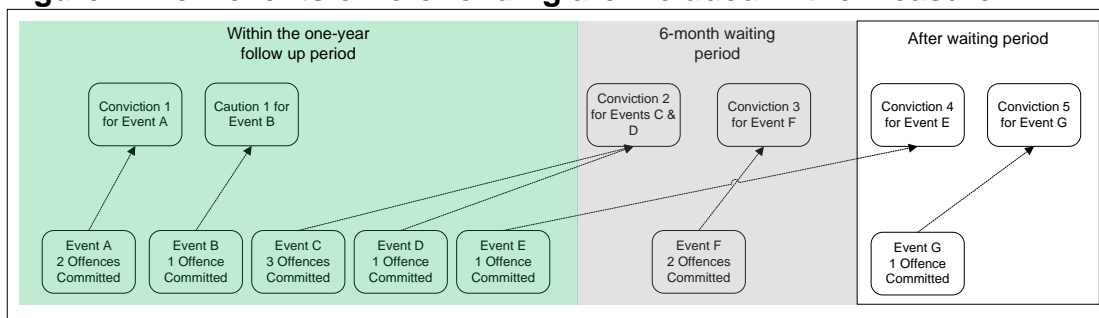 Within the one-year
follow up period
6-month waiting
period
After waiting period
Conviction 1
for Event A
Caution 1 for
Event B
Conviction 2
for Events C &
D
Conviction 3
for Event F
Conviction 4
for Event E
Conviction 5
for Event G
Event A
2 Offences
Committed
Event B
1 Offence
Committed
Event C
3 Offences
Committed
Event D
1 Offence
Committed
Event E
1 Offence
Committed
Event F
2 Offences
Committed
Event G
1 Offence
Committed